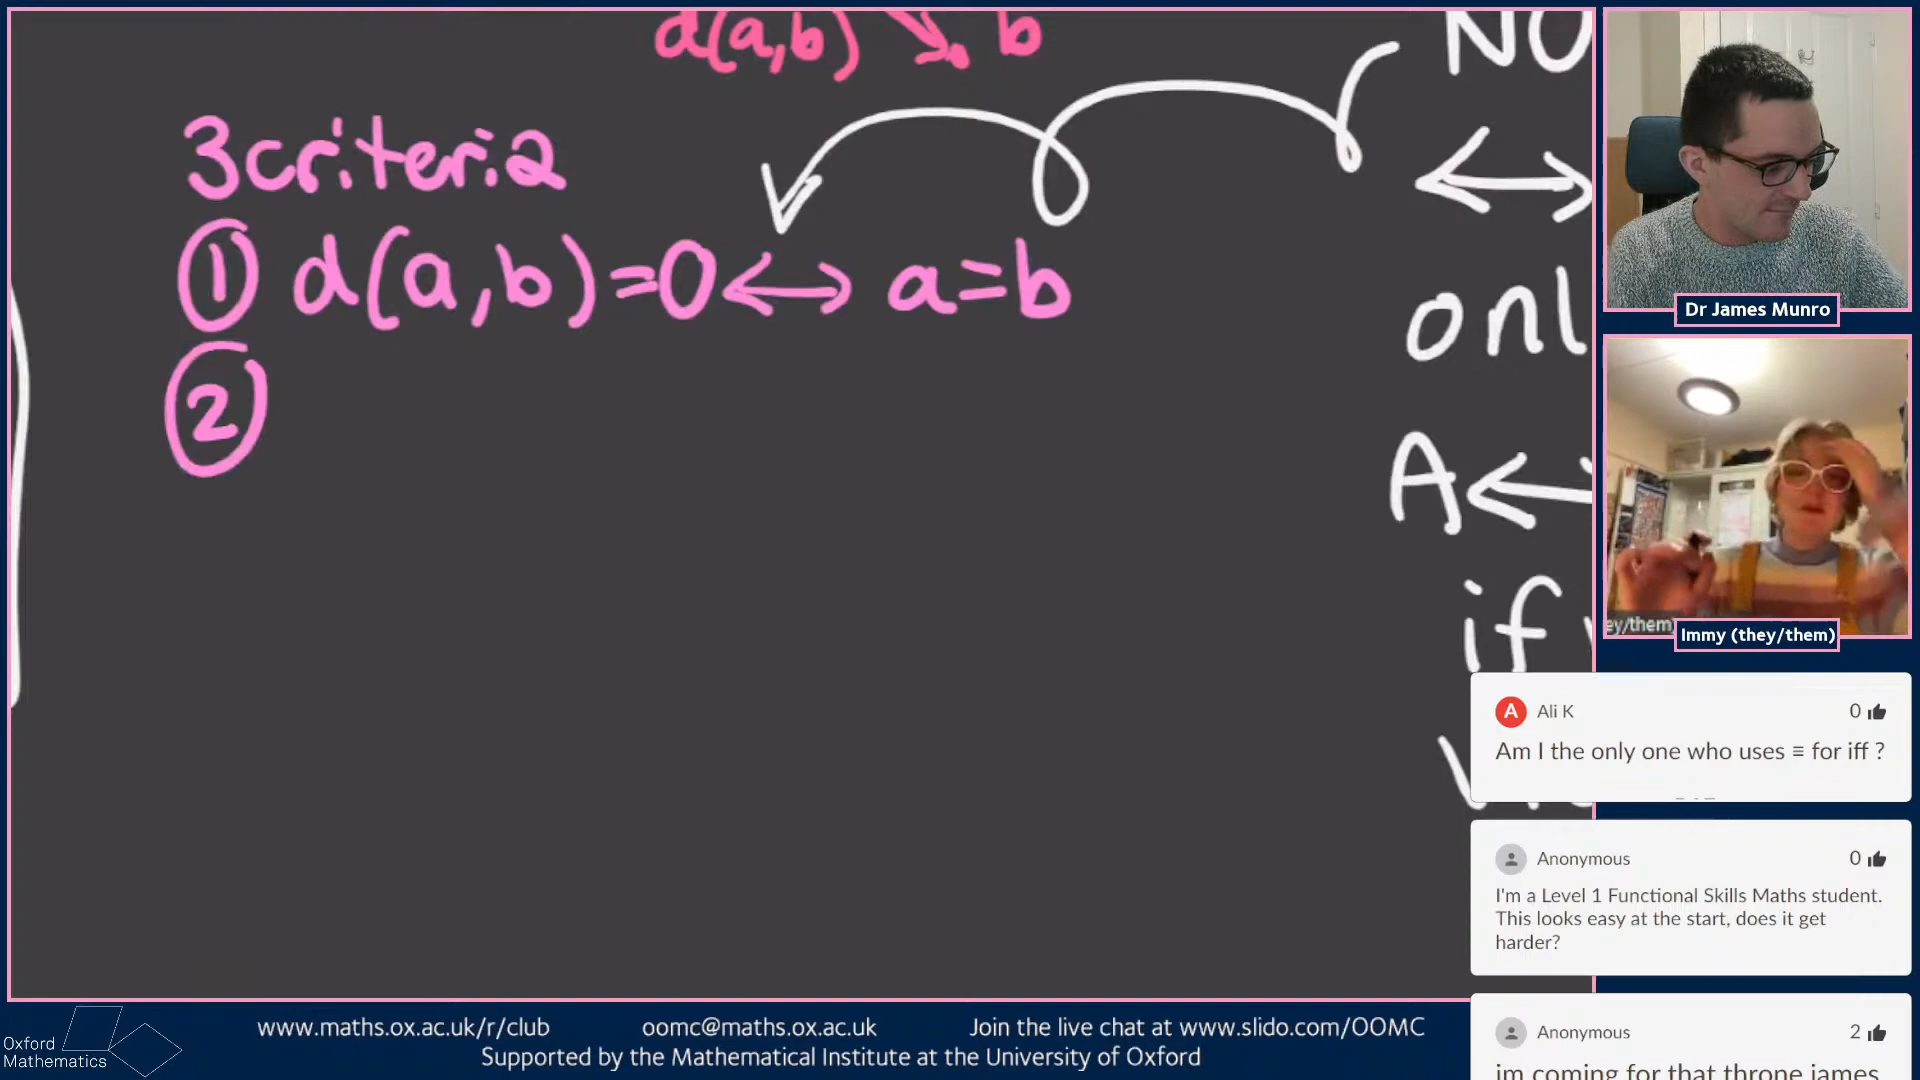 d(a,b) b
3 criteria
① d(a,b)=0 ↔ a=b
②
NO
↔
onl
A ←
if
Dr James Munro
ey/them)
Immy (they/them)
A Ali K 0
Am I the only one who uses ≡ for iff ?
Anonymous 0
I'm a Level 1 Functional Skills Maths student.
This looks easy at the start, does it get
harder?
Anonymous 2
im coming for that throne james
Oxford
Mathematics
www.maths.ox.ac.uk/r/club oomc@maths.ox.ac.uk Join the live chat at www.slido.com/OOMC
Supported by the Mathematical Institute at the University of Oxford